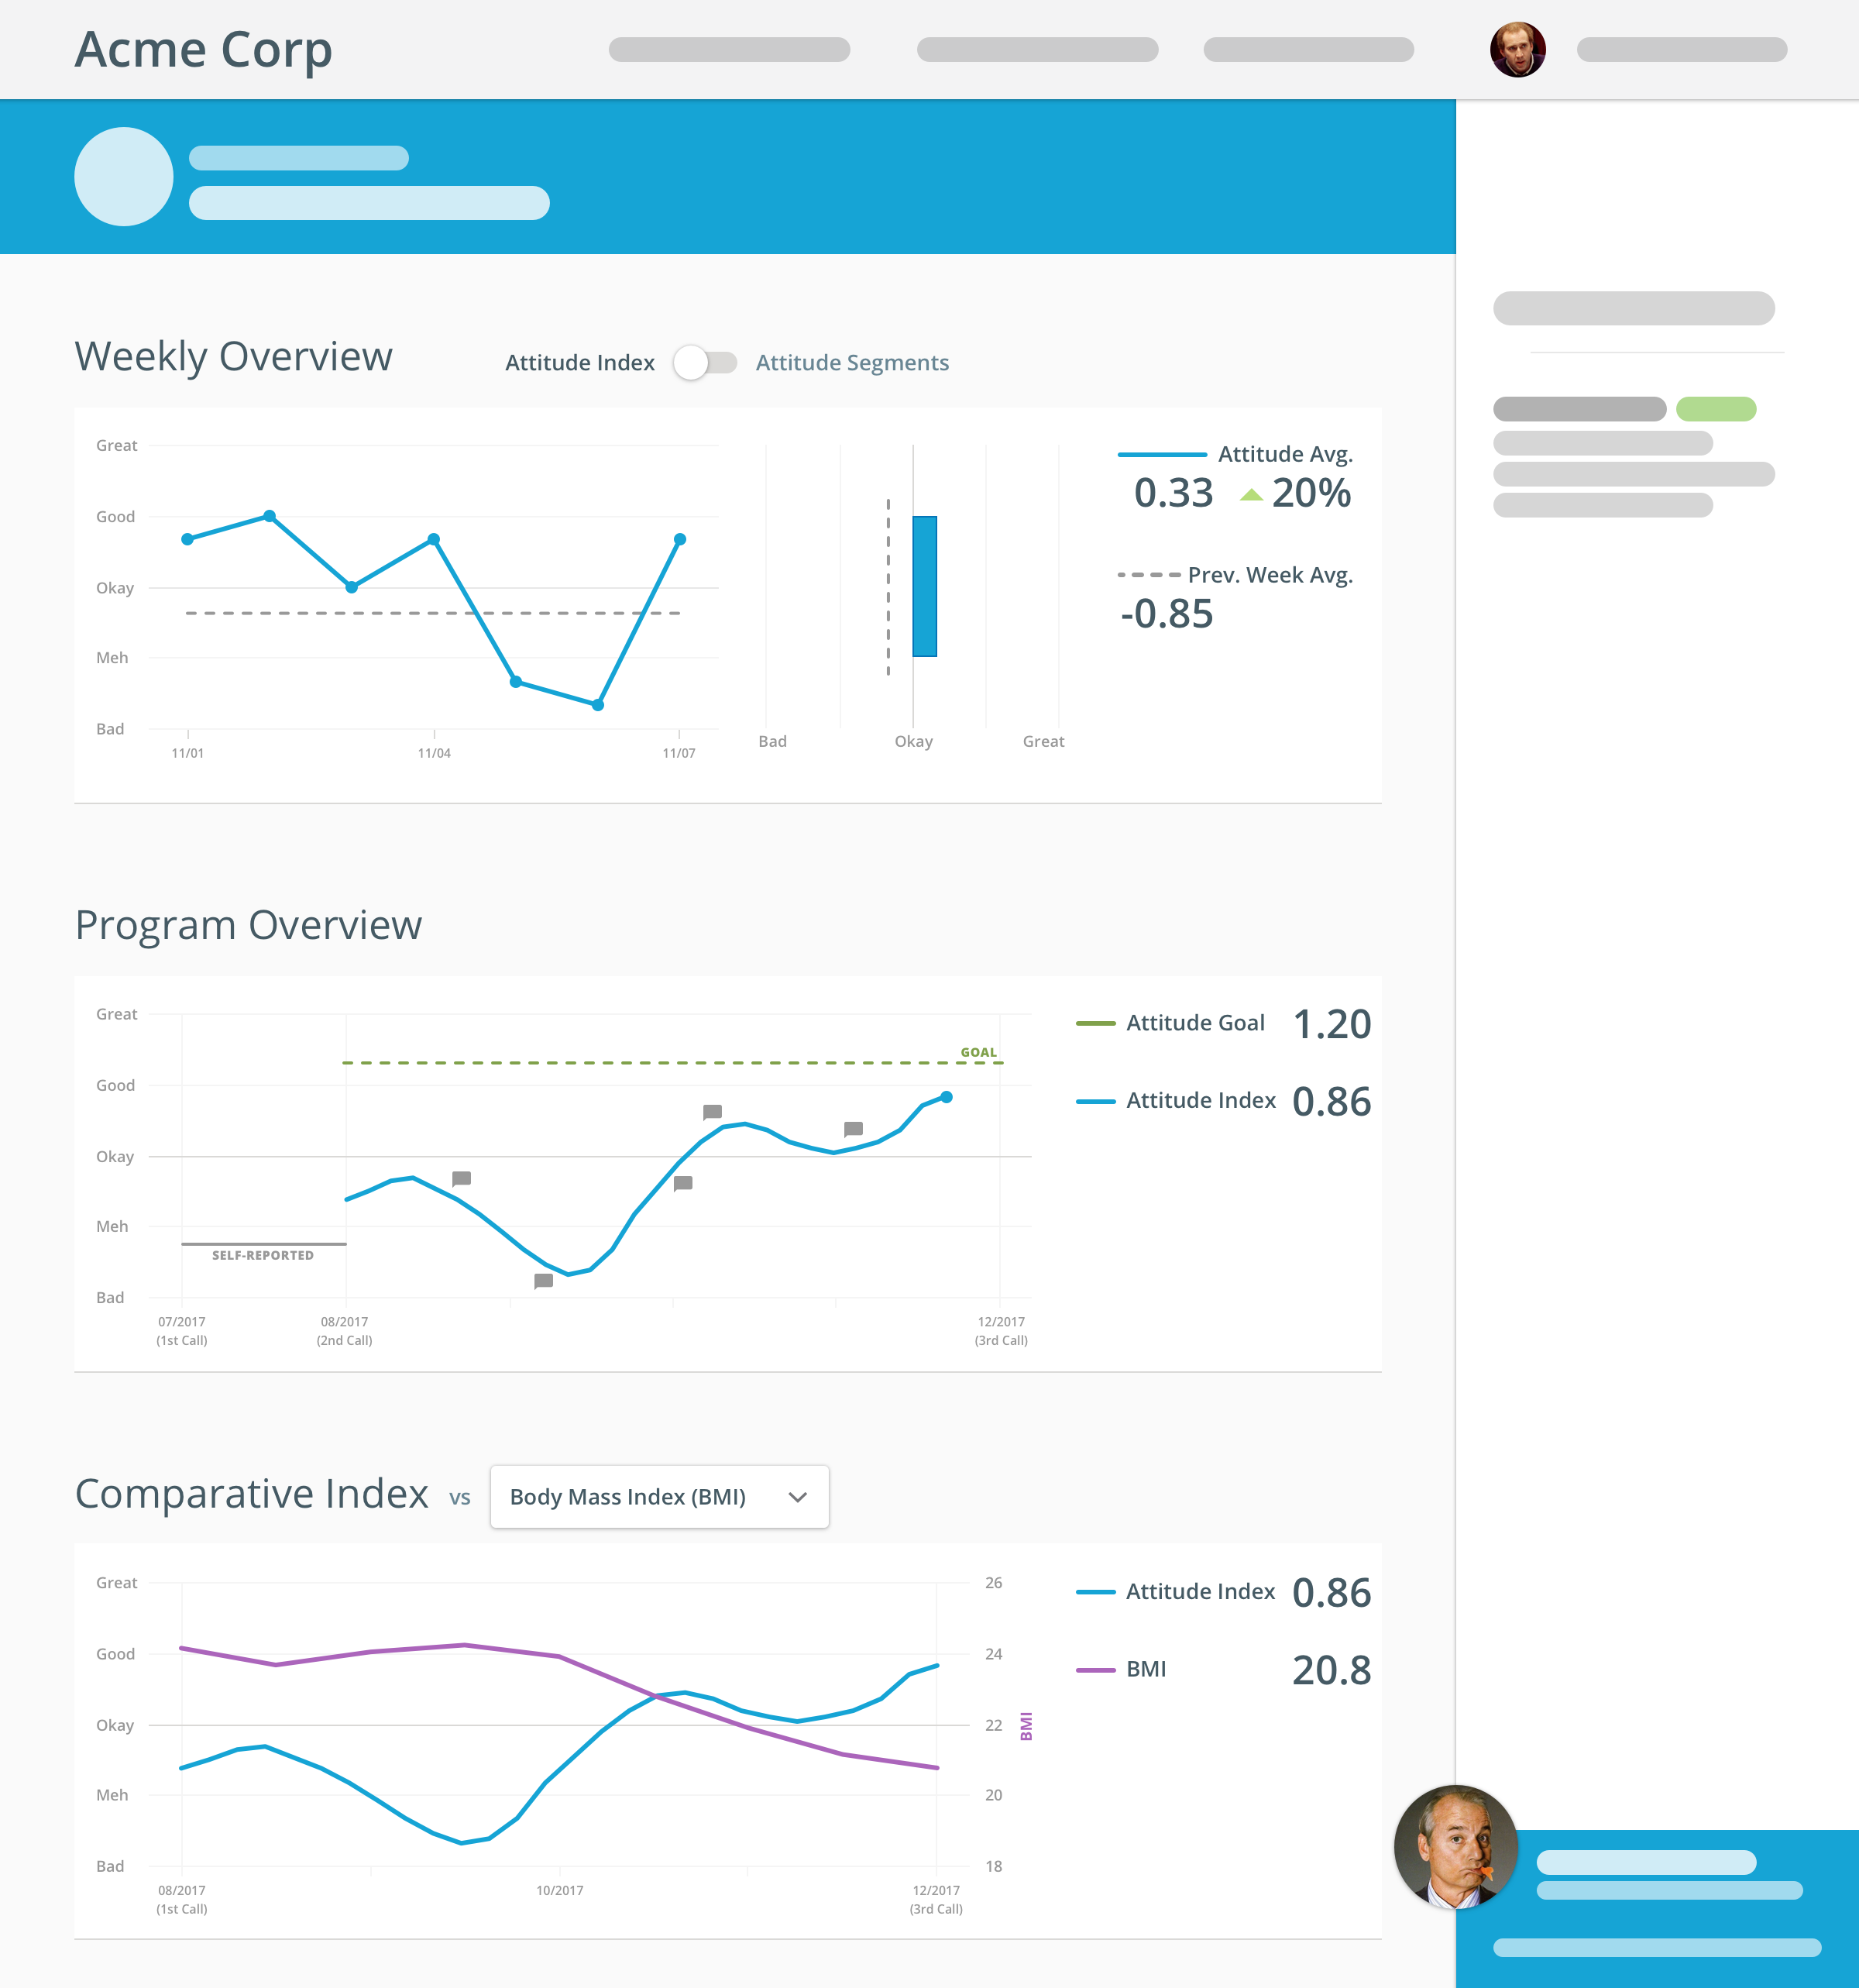 Acme Corp
Weekly Overview
Attitude Index
Attitude Segments
Great
Good
Okay
Meh
Bad
11/01
11/04
11/07
Bad
Okay
Great
Attitude Avg.
0.33
20%
Prev. Week Avg.
-0.85
Program Overview
Great
Good
Okay
Meh
Bad
GOAL
SELF-REPORTED
07/2017
(1st Call)
08/2017
(2nd Call)
12/2017
(3rd Call)
Attitude Goal 1.20
Attitude Index 0.86
Comparative Index vs
Body Mass Index (BMI)
Great
Good
Okay
Meh
Bad
26
24
22
20
18
BMI
08/2017
(1st Call)
10/2017
12/2017
(3rd Call)
Attitude Index 0.86
BMI 20.8